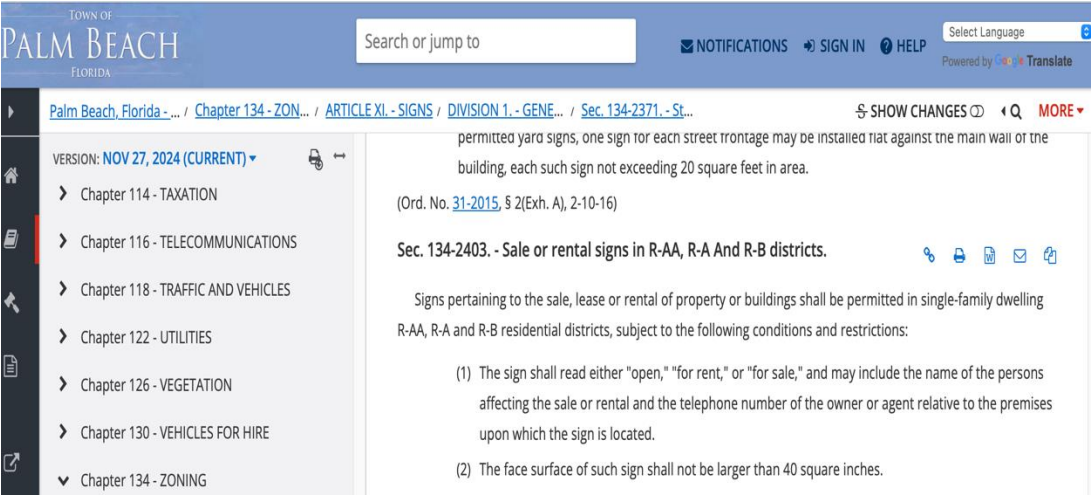 TOWN OF
PALM BEACH
FLORIDA
Search or jump to
NOTIFICATIONS SIGN IN HELP
Select Language
Powered by Google Translate
Palm Beach, Florida - ... / Chapter 134 - ZON... / ARTICLE XI. - SIGNS / DIVISION 1. - GENE... / Sec. 134-2371. - St...
SHOW CHANGES MORE
VERSION: NOV 27, 2024 (CURRENT)
Chapter 114 - TAXATION
Chapter 116 - TELECOMMUNICATIONS
Chapter 118 - TRAFFIC AND VEHICLES
Chapter 122 - UTILITIES
Chapter 126 - VEGETATION
Chapter 130 - VEHICLES FOR HIRE
Chapter 134 - ZONING
permitted yard signs, one sign for each street frontage may be installed flat against the main wall of the
building, each such sign not exceeding 20 square feet in area.
(Ord. No. 31-2015, § 2(Exh. A), 2-10-16)
Sec. 134-2403. - Sale or rental signs in R-AA, R-A And R-B districts.
Signs pertaining to the sale, lease or rental of property or buildings shall be permitted in single-family dwelling
R-AA, R-A and R-B residential districts, subject to the following conditions and restrictions:
(1) The sign shall read either "open," "for rent," or "for sale," and may include the name of the persons
affecting the sale or rental and the telephone number of the owner or agent relative to the premises
upon which the sign is located.
(2) The face surface of such sign shall not be larger than 40 square inches.